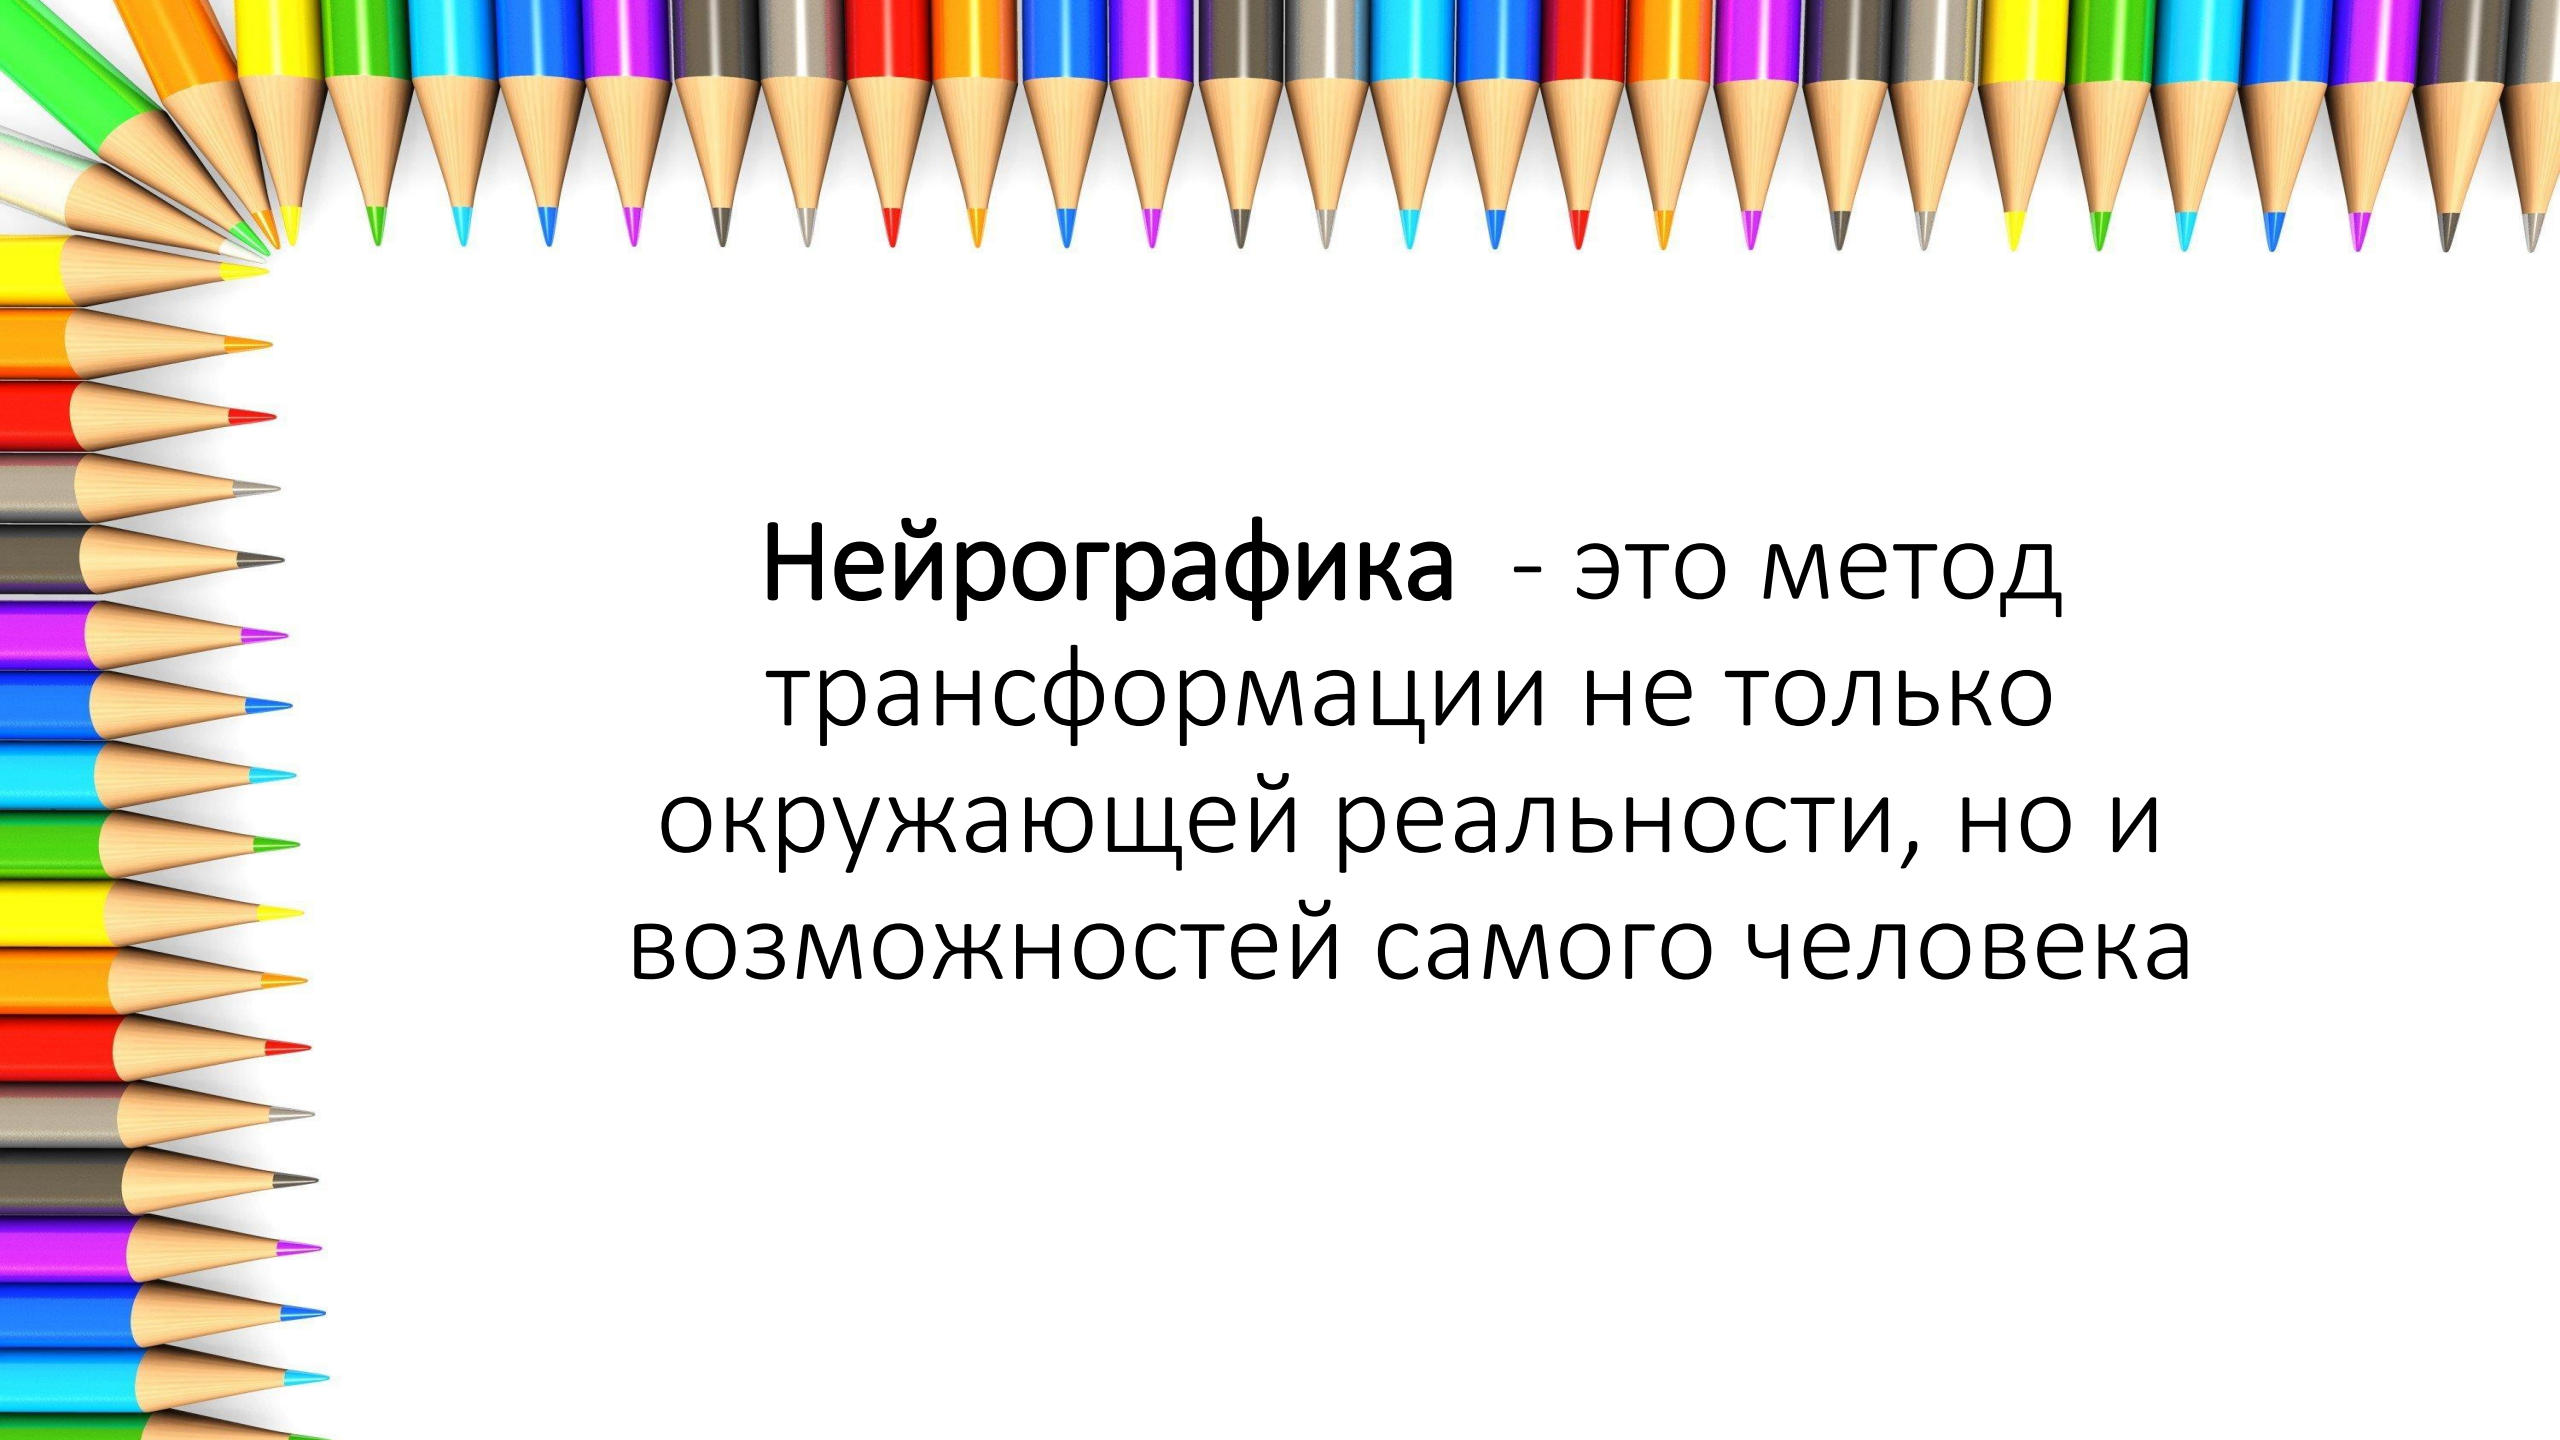 Нейрографика - это метод
трансформации не только
окружающей реальности, но и
возможностей самого человека